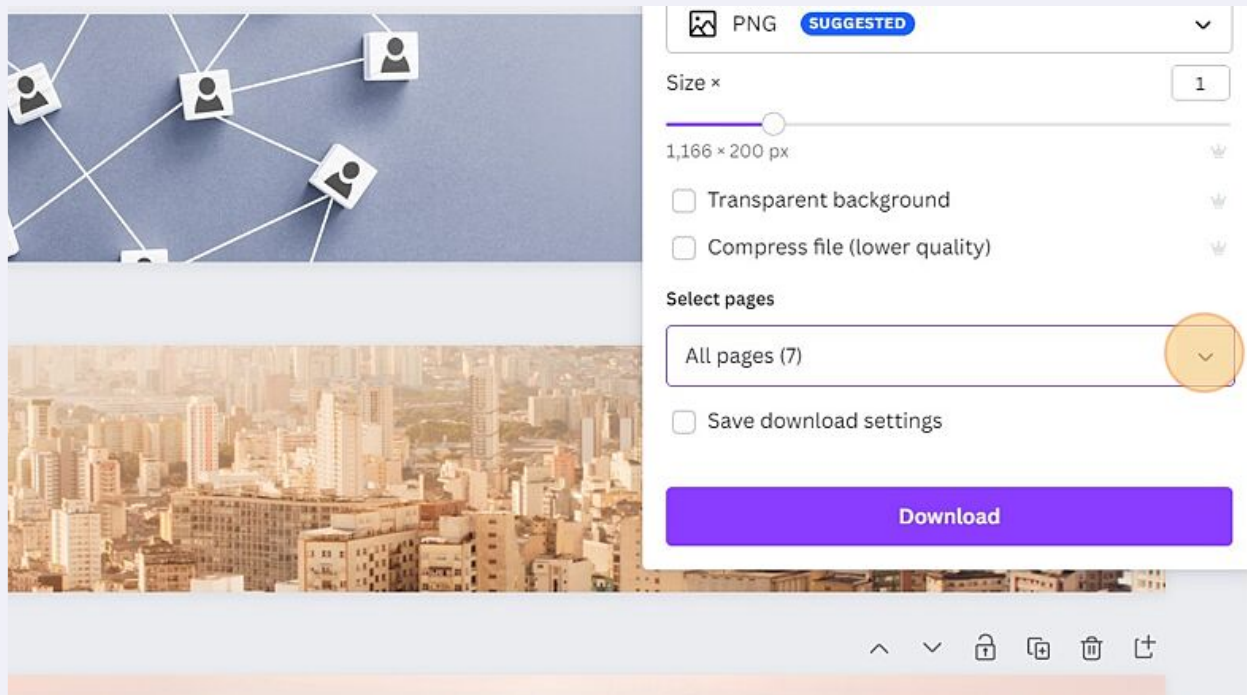 PNG SUGGESTED
Size × 1
1,166 × 200 px
Transparent background
Compress file (lower quality)
Select pages
All pages (7)
Save download settings
Download